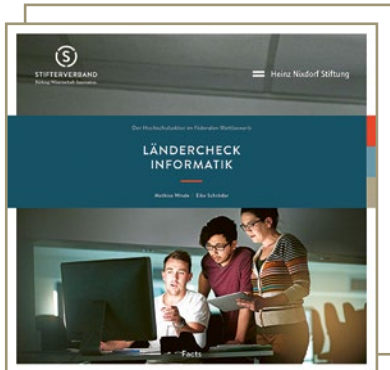 STIFTERVERBAND
Bildung. Wissenschaft. Innovation.
Heinz Nixdorf Stiftung
Der Hochschulsektor im föderalen Wettbewerb
LÄNDERCHECK
INFORMATIK
Mathias Winde | Eike Schröder
Facts